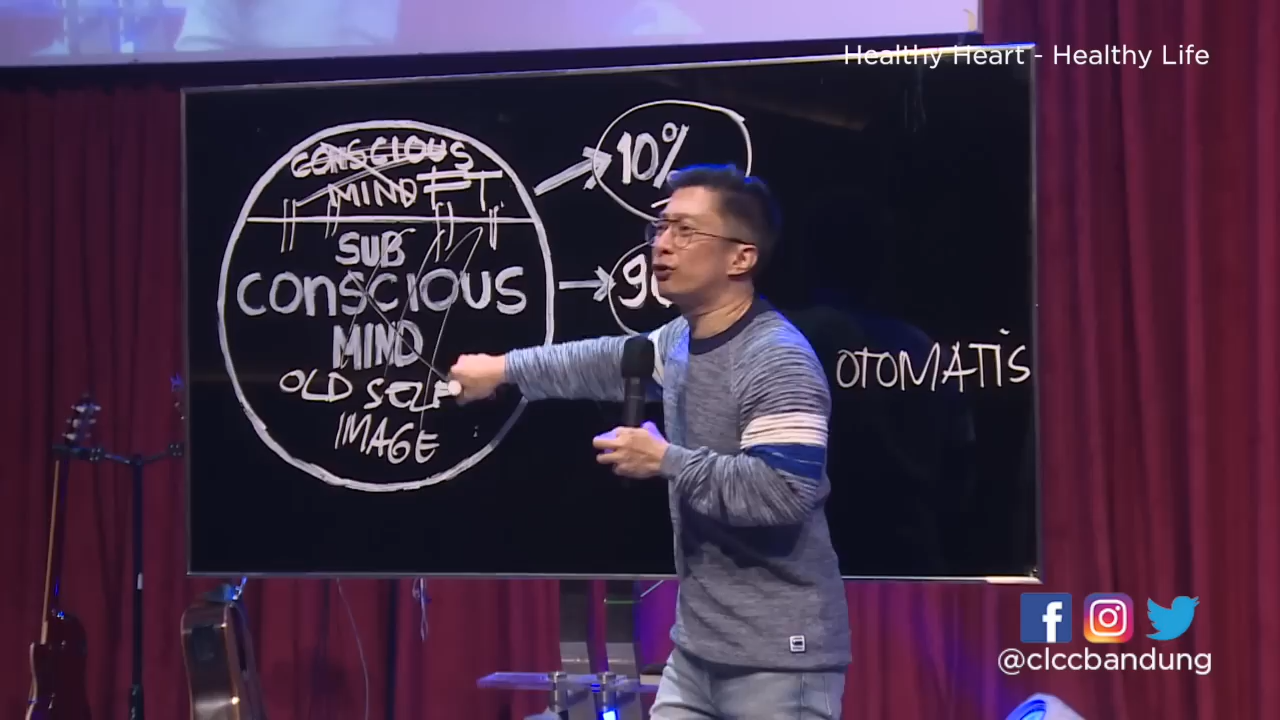 Healthy Heart - Healthy Life
CONSCIOUS
MIND
10%
SUB
CONSCIOUS
MIND
OLD SELF
IMAGE
OTOMATIS
@clccbandung